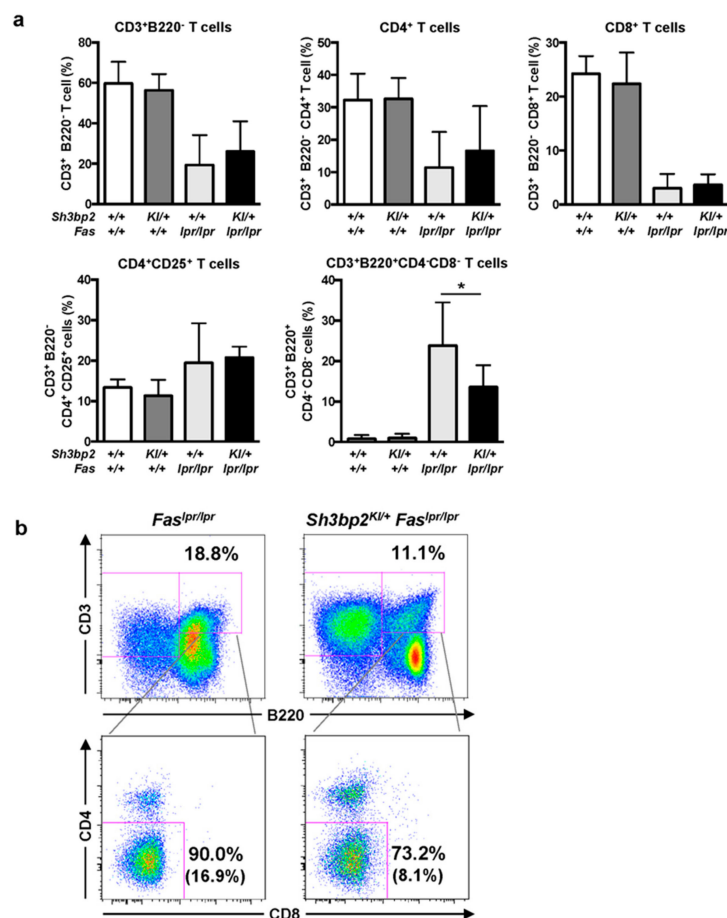 a
CD3⁺B220⁻ T cells
CD3⁺ B220⁻ T cell (%)
80
60
40
20
0
Sh3bp2 +/+ KI/+ +/+ KI/+
Fas +/+ +/+ lpr/lpr lpr/lpr
CD4⁺ T cells
CD3⁺ B220⁻ CD4⁺ T cell (%)
50
40
30
20
10
0
+/+ KI/+ +/+ KI/+
+/+ +/+ lpr/lpr lpr/lpr
CD8⁺ T cells
CD3⁺ B220⁻ CD8⁺ T cell (%)
40
30
20
10
0
+/+ KI/+ +/+ KI/+
+/+ +/+ lpr/lpr lpr/lpr
CD4⁺CD25⁺ T cells
CD3⁺ B220⁻
CD4⁺ CD25⁺ cells (%)
40
30
20
10
0
Sh3bp2 +/+ KI/+ +/+ KI/+
Fas +/+ +/+ lpr/lpr lpr/lpr
CD3⁺B220⁺CD4⁻CD8⁻ T cells
CD3⁺ B220⁺
CD4⁻ CD8⁻ cells (%)
40
30
20
10
0
*
+/+ KI/+ +/+ KI/+
+/+ +/+ lpr/lpr lpr/lpr
b
Fas^lpr/lpr
Sh3bp2^KI/+ Fas^lpr/lpr
18.8%
11.1%
CD3
B220
CD4
90.0%
(16.9%)
73.2%
(8.1%)
CD8